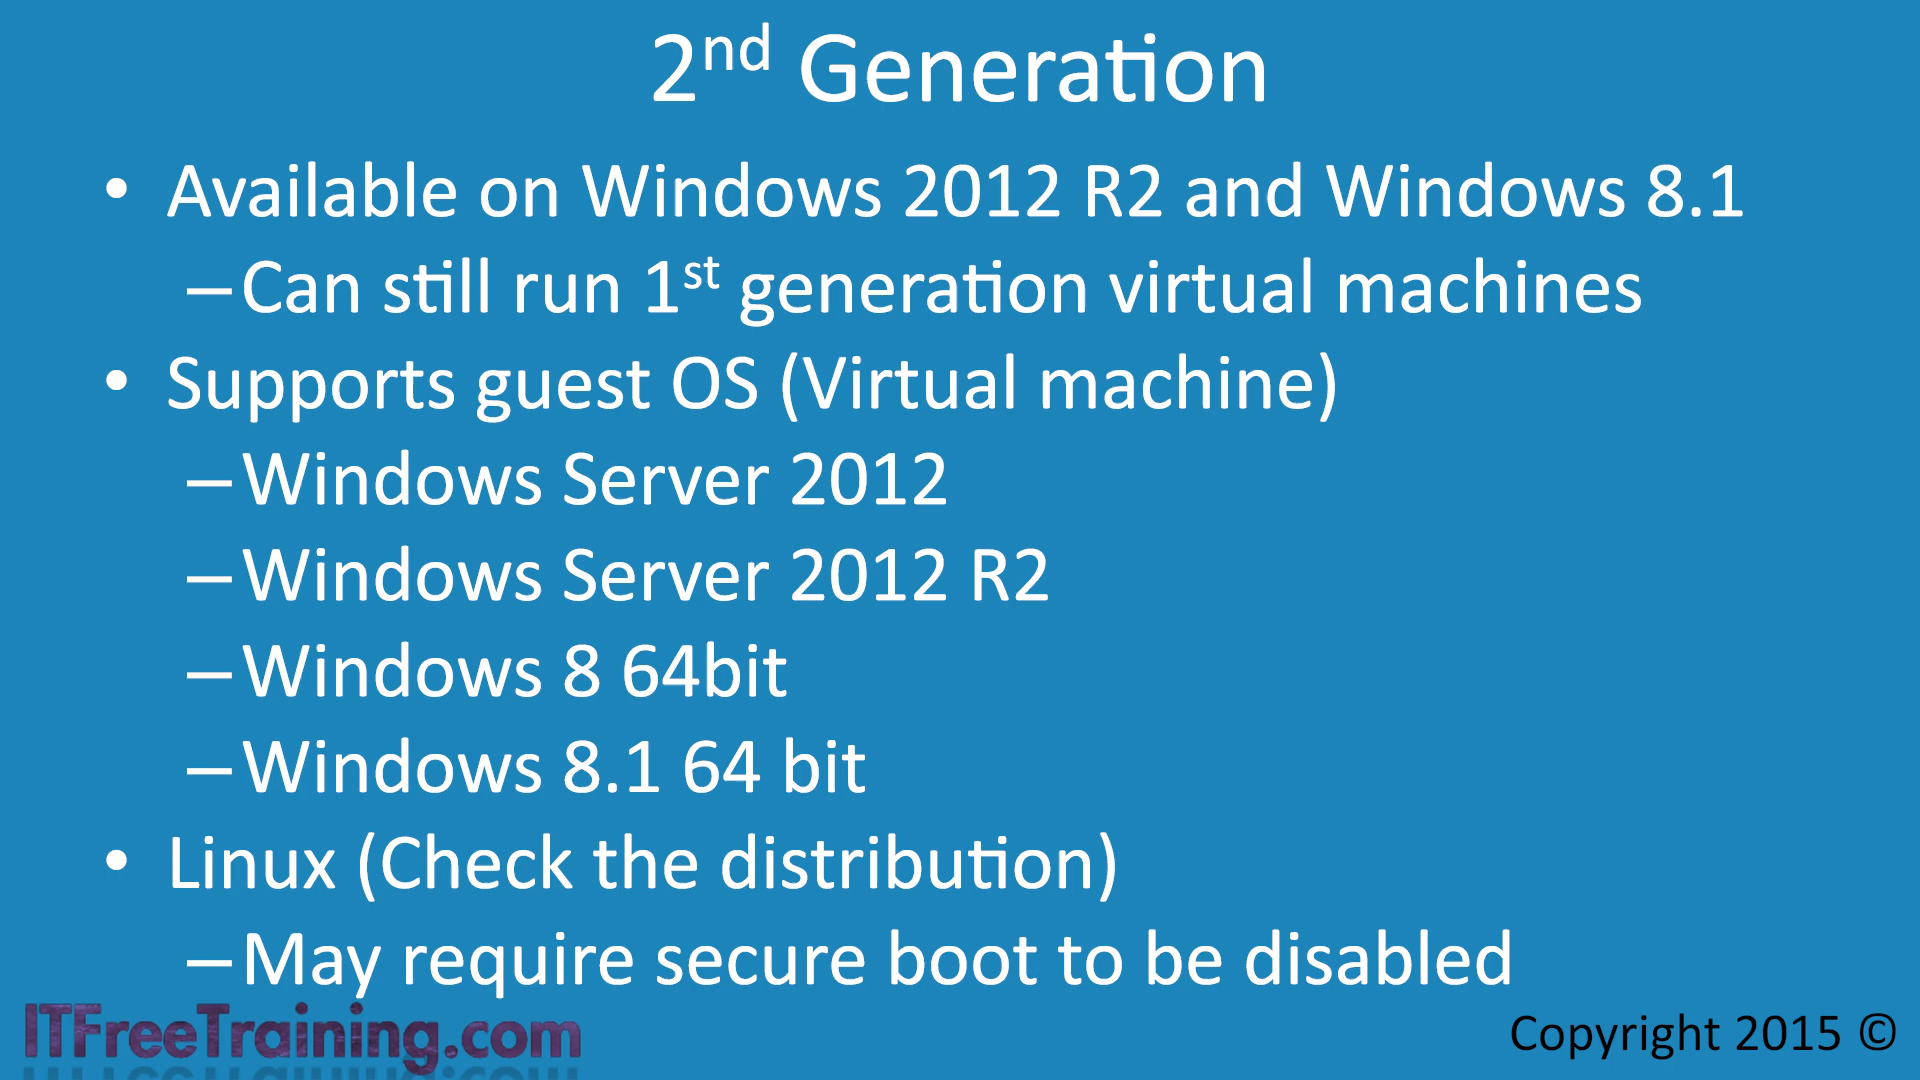 2nd Generation
• Available on Windows 2012 R2 and Windows 8.1
–Can still run 1st generation virtual machines
• Supports guest OS (Virtual machine)
–Windows Server 2012
–Windows Server 2012 R2
–Windows 8 64bit
–Windows 8.1 64 bit
• Linux (Check the distribution)
–May require secure boot to be disabled
ITFreeTraining.com
Copyright 2015 ©